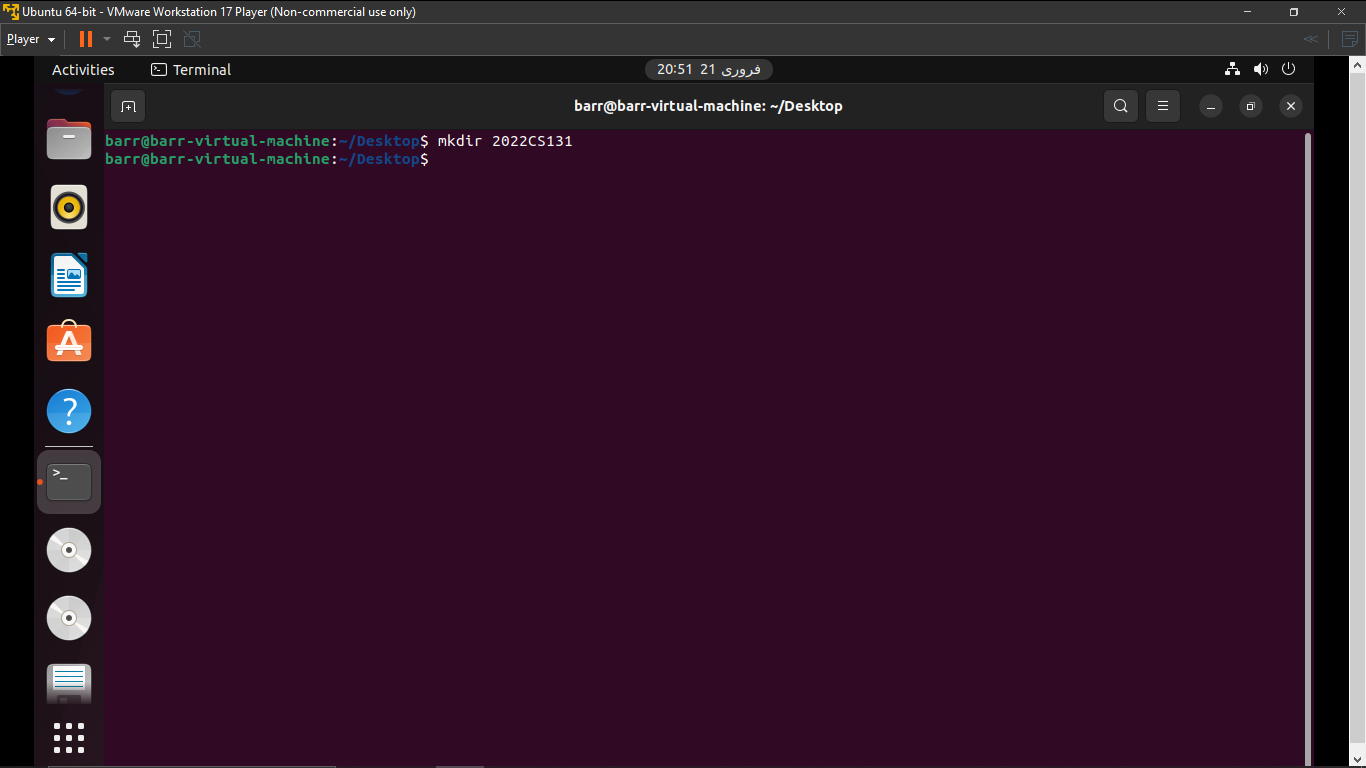 Ubuntu 64-bit - VMware Workstation 17 Player (Non-commercial use only)
Player
Activities
Terminal
20:51 21 فروری
barr@barr-virtual-machine: ~/Desktop
barr@barr-virtual-machine:~/Desktop$ mkdir 2022CS131
barr@barr-virtual-machine:~/Desktop$